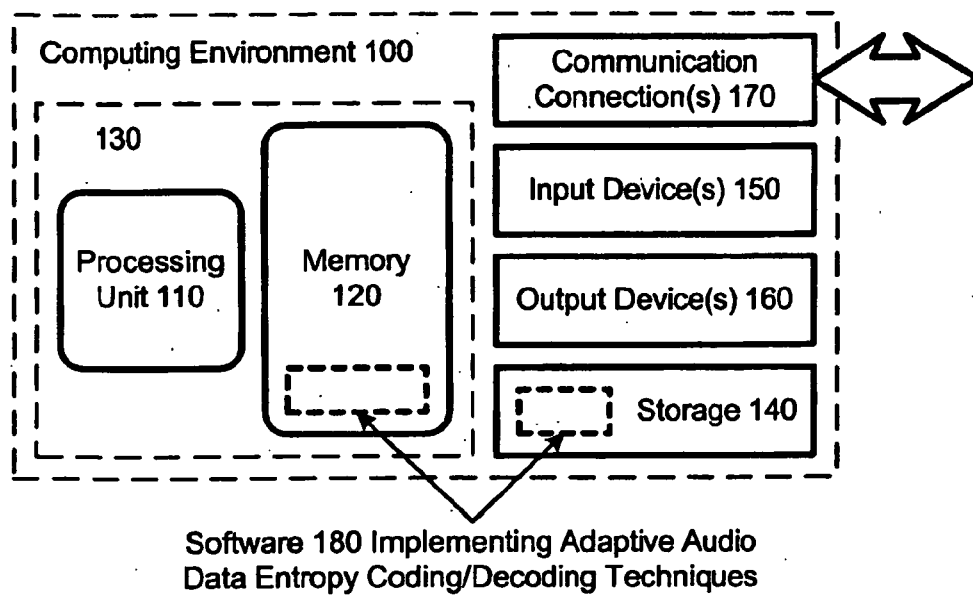 Computing Environment 100
Communication
Connection(s) 170
130
Processing
Unit 110
Memory
120
Input Device(s) 150
Output Device(s) 160
Storage 140
Software 180 Implementing Adaptive Audio
Data Entropy Coding/Decoding Techniques